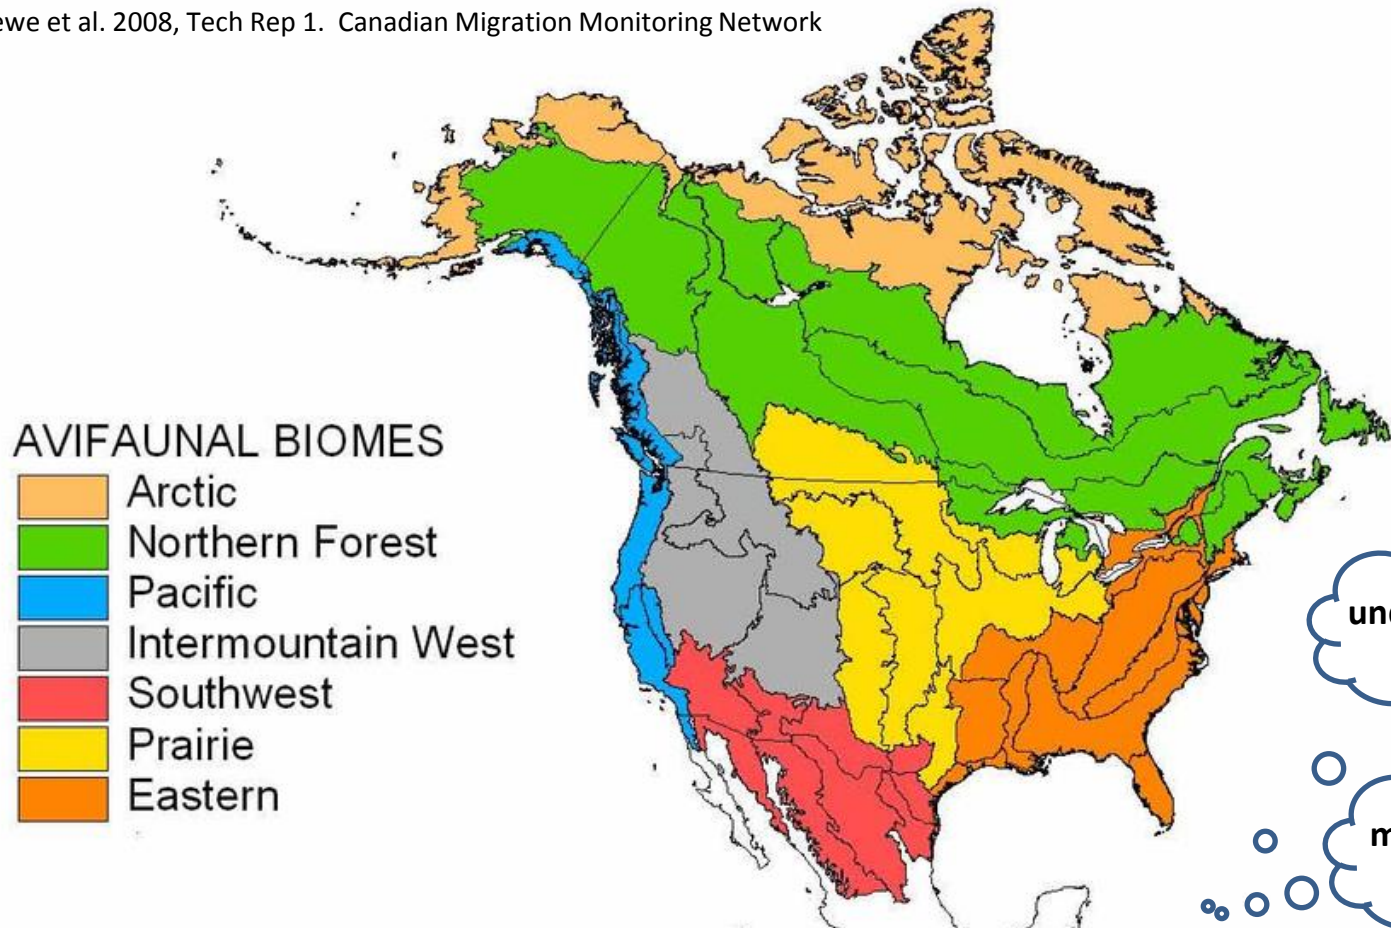 ewe et al. 2008, Tech Rep 1. Canadian Migration Monitoring Network
AVIFAUNAL BIOMES
Arctic
Northern Forest
Pacific
Intermountain West
Southwest
Prairie
Eastern